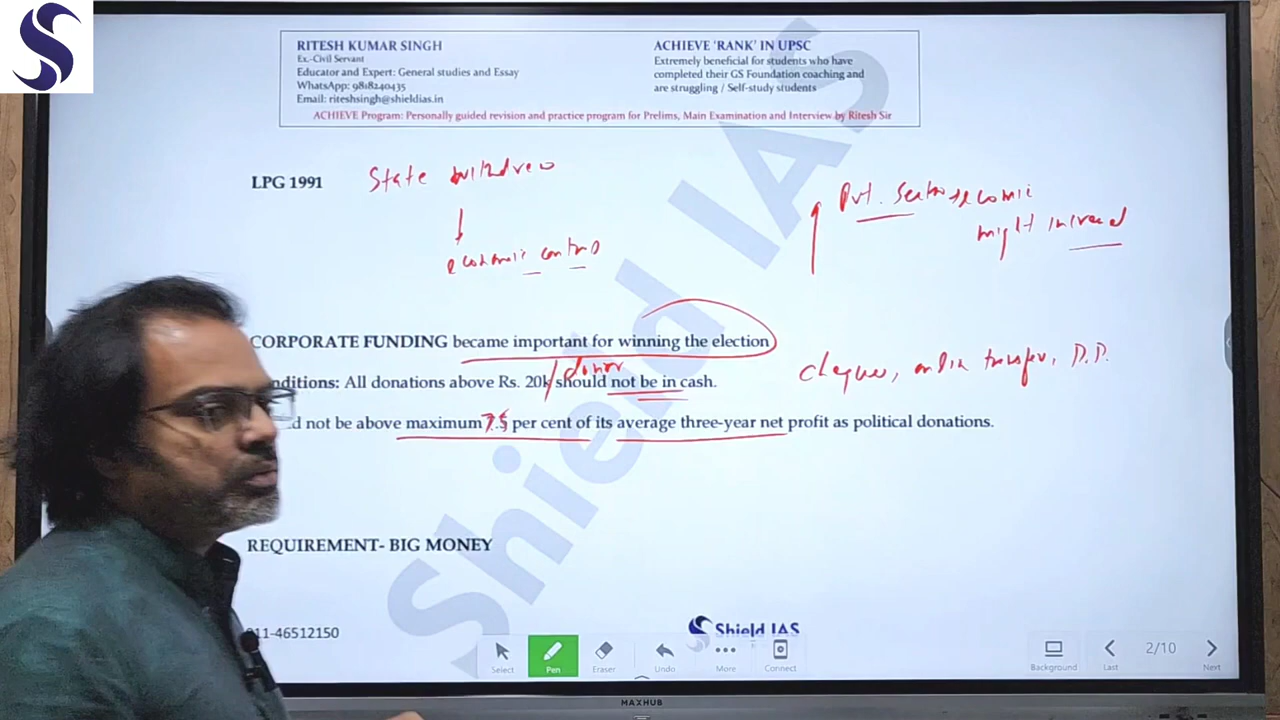 RITESH KUMAR SINGH
Ex.-Civil Servant
Educator and Expert: General studies and Essay
WhatsApp: 9818240435
Email: riteshsingh@shieldias.in
ACHIEVE 'RANK' IN UPSC
Extremely beneficial for students who have
completed their GS Foundation coaching and
are struggling / Self-study students
ACHIEVE Program: Personally guided revision and practice program for Prelims, Main Examination and Interview by Ritesh Sir
LPG 1991
State withdrew
economic control
Pvt. Sector economic
might increased
CORPORATE FUNDING became important for winning the election
/donor
nditions: All donations above Rs. 20k should not be in cash.
cheque, online transfer, D.D.
d not be above maximum 7.5 per cent of its average three-year net profit as political donations.
REQUIREMENT- BIG MONEY
011-46512150
Shield IAS
Shield IAS
Select
Pen
Eraser
Undo
More
Connect
Background
Last
2/10
Next
MAXHUB